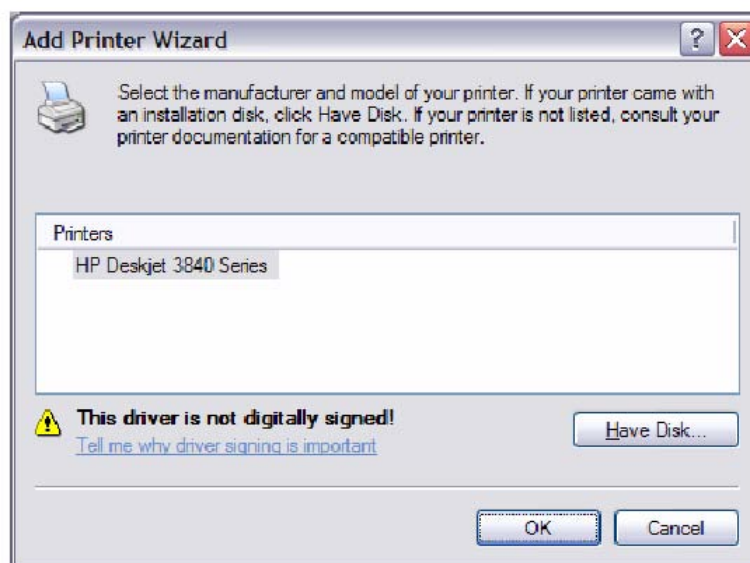 Add Printer Wizard
Select the manufacturer and model of your printer. If your printer came with
an installation disk, click Have Disk. If your printer is not listed, consult your
printer documentation for a compatible printer.
Printers
HP Deskjet 3840 Series
This driver is not digitally signed!
Tell me why driver signing is important
Have Disk...
OK
Cancel